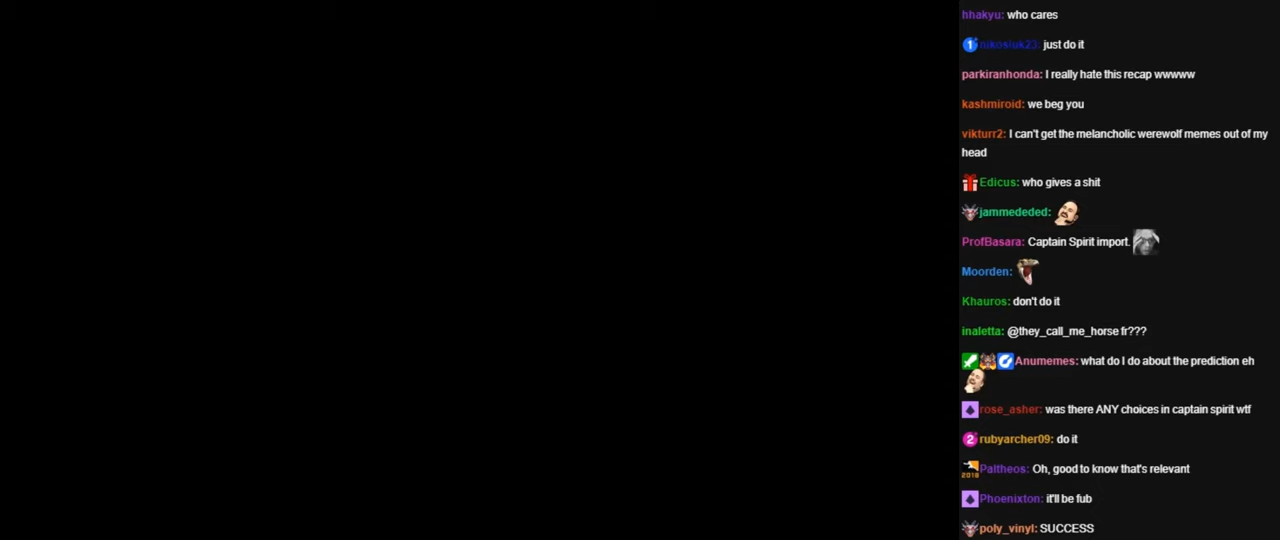 hhakyu: who cares
nikosluk23: just do it
parkiranhonda: I really hate this recap wwwww
kashmiroid: we beg you
vikturr2: I can't get the melancholic werewolf memes out of my
head
Edicus: who gives a shit
jammededed:
ProfBasara: Captain Spirit import.
Moorden:
Khauros: don't do it
inaletta: @they_call_me_horse fr???
Anumemes: what do I do about the prediction eh
rose_asher: was there ANY choices in captain spirit wtf
2 rubyarcher09: do it
2018 Paltheos: Oh, good to know that's relevant
Phoenixton: it'll be fub
poly_vinyl: SUCCESS